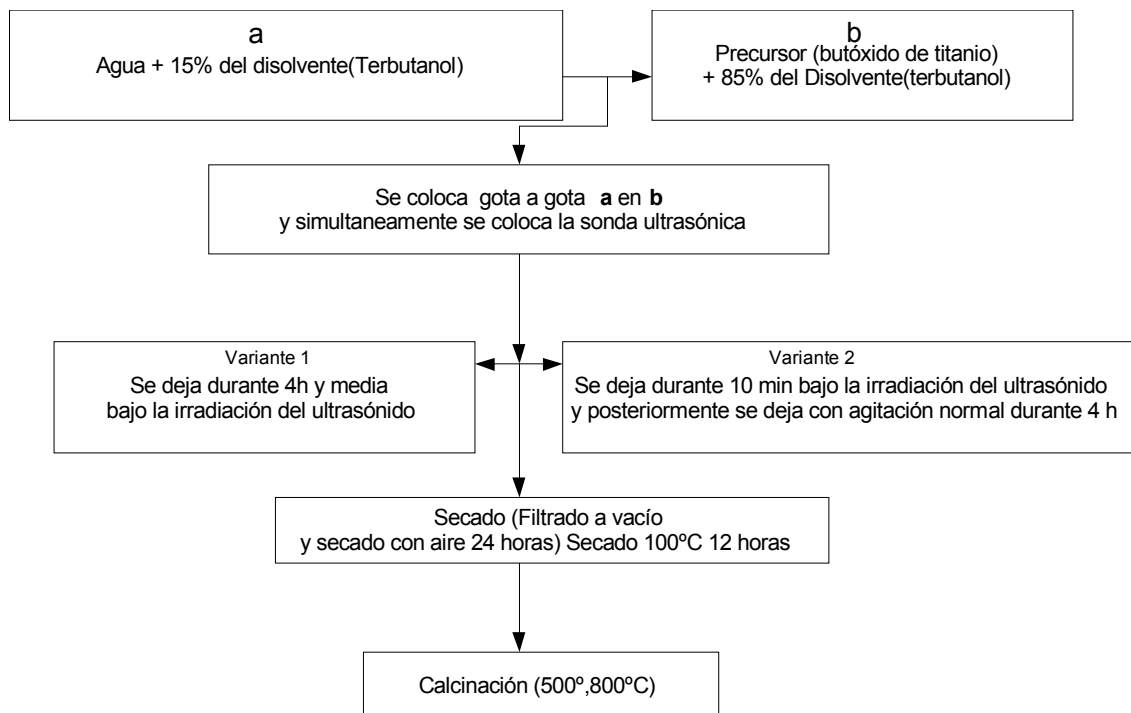 a
Agua + 15% del disolvente(Terbutanol)
b
Precursor (butóxido de titanio)
+ 85% del Disolvente(terbutanol)
Se coloca gota a gota a en b
y simultaneamente se coloca la sonda ultrasónica
Variante 1
Se deja durante 4h y media
bajo la irradiación del ultrasónido
Variante 2
Se deja durante 10 min bajo la irradiación del ultrasónido
y posteriormente se deja con agitación normal durante 4 h
Secado (Filtrado a vacío
y secado con aire 24 horas) Secado 100ºC 12 horas
Calcinación (500º,800ºC)